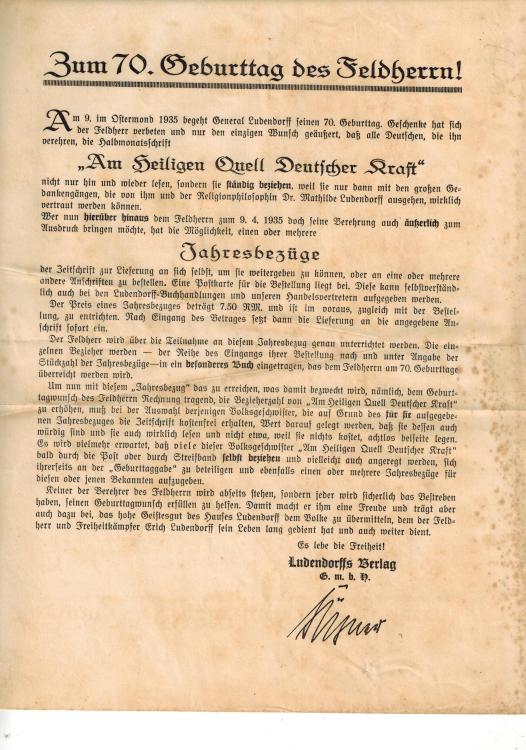 Zum 70. Geburttag des Feldherrn!
Am 9. im Ostermond 1935 begeht General Ludendorff seinen 70. Geburttag. Geschenke hat sich
der Feldherr verbeten und nur den einzigen Wunsch geäußert, daß alle Deutschen, die ihn
verehren, die Halbmonatsschrift
„Am Heiligen Quell Deutscher Kraft“
nicht nur hin und wieder lesen, sondern sie ständig beziehen, weil sie nur dann mit den großen Ge-
dankengängen, die von ihm und der Religionphilosophin Dr. Mathilde Ludendorff ausgehen, wirklich
vertraut werden können.
Wer nun hierüber hinaus dem Feldherrn zum 9. 4. 1935 doch seine Verehrung auch äußerlich zum
Ausdruck bringen möchte, hat die Möglichkeit, einen oder mehrere
Jahresbezüge
der Zeitschrift zur Lieferung an sich selbst, um sie weitergeben zu können, oder an eine oder mehrere
andere Anschriften zu bestellen. Eine Postkarte für die Bestellung liegt bei. Diese kann selbstverständ-
lich auch bei den Ludendorff-Buchhandlungen und unseren Handelsvertretern aufgegeben werden.
Der Preis eines Jahresbezuges beträgt 7.50 RM. und ist im voraus, zugleich mit der Bestel-
lung, zu entrichten. Nach Eingang des Betrages setzt dann die Lieferung an die angegebene An-
schrift sofort ein.
Der Feldherr wird über die Teilnahme an diesem Jahresbezug genau unterrichtet werden. Die ein-
zelnen Bezieher werden — der Reihe des Eingangs ihrer Bestellung nach und unter Angabe der
Stückzahl der Jahresbezüge—in ein besonderes Buch eingetragen, das dem Feldherrn am 70. Geburttage
überreicht werden wird.
Um nun mit diesem „Jahresbezug“ das zu erreichen, was damit bezweckt wird, nämlich, dem Geburt-
tagwunsch des Feldherrn Rechnung tragend, die Bezieherzahl von "Am Heiligen Quell Deutscher Kraft"
zu erhöhen, muß bei der Auswahl derjenigen Volksgeschwister, die auf Grund des für sie aufgegebe-
nen Jahresbezuges die Zeitschrift kostenfrei erhalten, Wert darauf gelegt werden, daß sie dessen auch
würdig sind und sie auch wirklich lesen und nicht etwa, weil sie nichts kostet, achtlos beiseite legen.
Es wird vielmehr erwartet, daß viele dieser Volksgeschwister „Am Heiligen Quell Deutscher Kraft"
bald durch die Post oder durch Streifband selbst beziehen und vielleicht auch angeregt werden, sich
ihrerseits an der „Geburttaggabe“ zu beteiligen und ebenfalls einen oder mehrere Jahresbezüge für
diesen oder jenen Bekannten aufzugeben.
Keiner der Verehrer des Feldherrn wird abseits stehen, sondern jeder wird sicherlich das Bestreben
haben, seinen Geburttagwunsch erfüllen zu helfen. Damit macht er ihm eine Freude und trägt aber
auch dazu bei, das hohe Geistesgut des Hauses Ludendorff dem Volke zu übermitteln, dem der Feld-
herr und Freiheitkämpfer Erich Ludendorff sein Leben lang gedient hat und auch weiter dient.
Es lebe die Freiheit!
Ludendorffs Verlag
G. m. b. H.